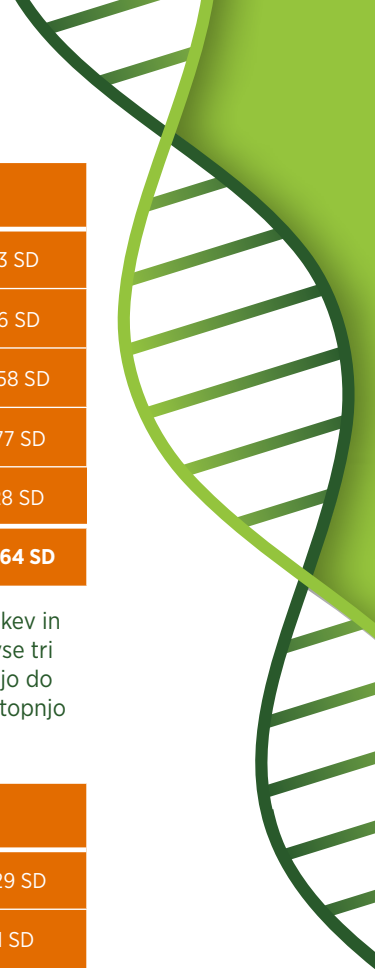 3 SD
6 SD
58 SD
77 SD
8 SD
64 SD
kev in
vse tri
jo do
topnjo
29 SD
1 SD